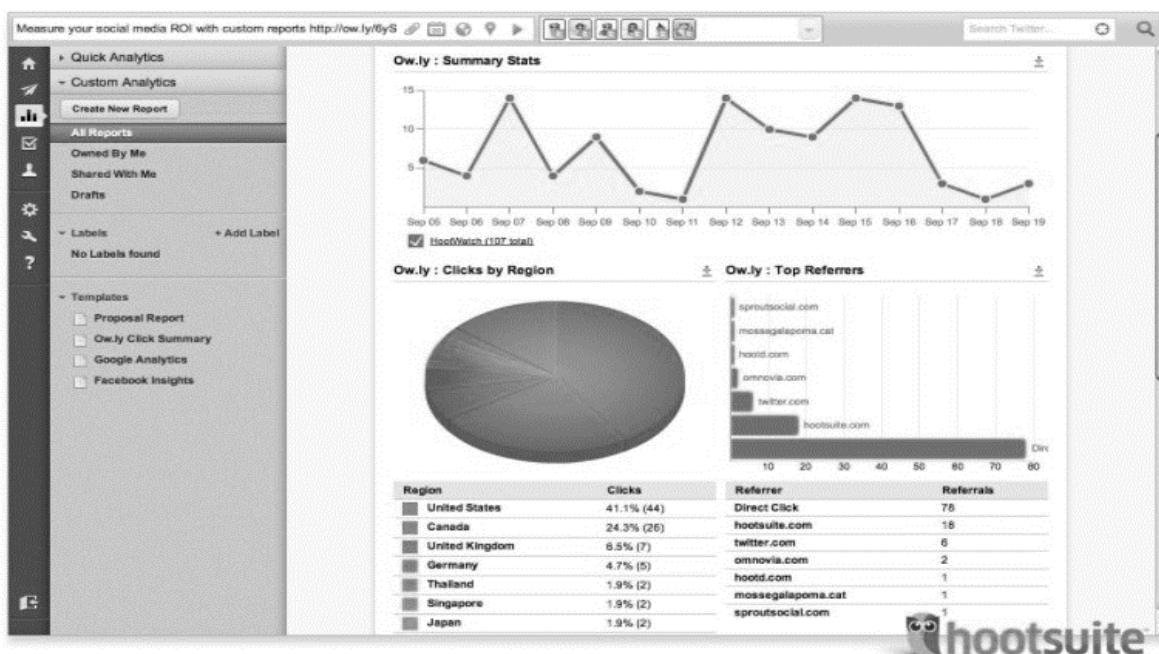 Measure your social media ROI with custom reports http://ow.ly/6yS
Search Twitter...
Quick Analytics
Custom Analytics
Create New Report
All Reports
Owned By Me
Shared With Me
Drafts
Labels + Add Label
No Labels found
Templates
Proposal Report
Ow.ly Click Summary
Google Analytics
Facebook Insights
Ow.ly : Summary Stats
15
10
5
Sep 05 Sep 06 Sep 07 Sep 08 Sep 09 Sep 10 Sep 11 Sep 12 Sep 13 Sep 14 Sep 15 Sep 16 Sep 17 Sep 18 Sep 19
HootWatch (107 total)
Ow.ly : Clicks by Region
Region Clicks
United States 41.1% (44)
Canada 24.3% (26)
United Kingdom 6.5% (7)
Germany 4.7% (5)
Thailand 1.9% (2)
Singapore 1.9% (2)
Japan 1.9% (2)
Ow.ly : Top Referrers
sproutsocial.com
mossegalapoma.cat
hootd.com
omnovia.com
twitter.com
hootsuite.com
Dire
10 20 30 40 50 60 70 80
Referrer Referrals
Direct Click 78
hootsuite.com 18
twitter.com 6
omnovia.com 2
hootd.com 1
mossegalapoma.cat 1
sproutsocial.com 1
hootsuite